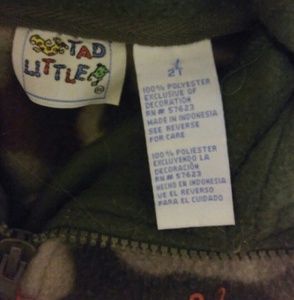 TAD
LITTLE
2T
100% POLYESTER
EXCLUSIVE OF
DECORATION
RN# 57623
MADE IN INDONESIA
SEE REVERSE
FOR CARE
100% POLIESTER
EXCLUYENDO LA
DECORACIÓN
RN# 57623
HECHO EN INDONESIA
VE EL REVERSO
PARA EL CUIDADO